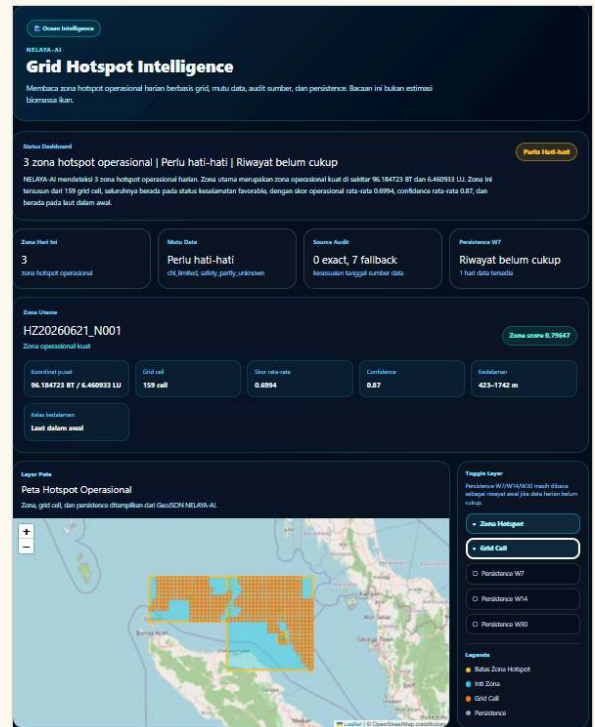 Ocean Intelligence
NELAYA-AI
Grid Hotspot Intelligence
Membaca zona hotspot operasional harian berbasis grid, mutu data, audit sumber, dan persistence. Bacaan ini bukan estimasi
biomassa ikan.
Status Dashboard
3 zona hotspot operasional | Perlu hati-hati | Riwayat belum cukup
Perlu Hati-hati
NELAYA-AI mendeteksi 3 zona hotspot operasional harian. Zona utama merupakan zona operasional kuat di sekitar 96.184723 BT dan 6.460933 LU. Zona ini
tersusun dari 159 grid cell, seluruhnya berada pada status keselamatan favorable, dengan skor operasional rata-rata 0.6994, confidence rata-rata 0.87, dan
berada pada laut dalam awal.
Zona Hari Ini
3
zona hotspot operasional
Mutu Data
Perlu hati-hati
chl_limited, safety_partly_unknown
Source Audit
0 exact, 7 fallback
kesesuaian tanggal sumber data
Persistence W7
Riwayat belum cukup
1 hari data tersedia
Zona Utama
HZ20260621_N001
Zona operasional kuat
Zona score 0.79647
Koordinat pusat
96.184723 BT / 6.460933 LU
Grid cell
159 cell
Skor rata-rata
0.6994
Confidence
0.87
Kedalaman
423–1742 m
Kelas kedalaman
Laut dalam awal
Layer Peta
Peta Hotspot Operasional
Zona, grid cell, dan persistence ditampilkan dari GeoJSON NELAYA-AI.
+
−
Banda Aceh
George Town
Medan
Leaflet | © OpenStreetMap contributors
Toggle Layer
Persistence W7/W14/W30 masih dibaca
sebagai riwayat awal jika data harian belum
cukup.
Zona Hotspot
Grid Cell
Persistence W7
Persistence W14
Persistence W30
Legenda
Batas Zona Hotspot
Inti Zona
Grid Cell
Persistence